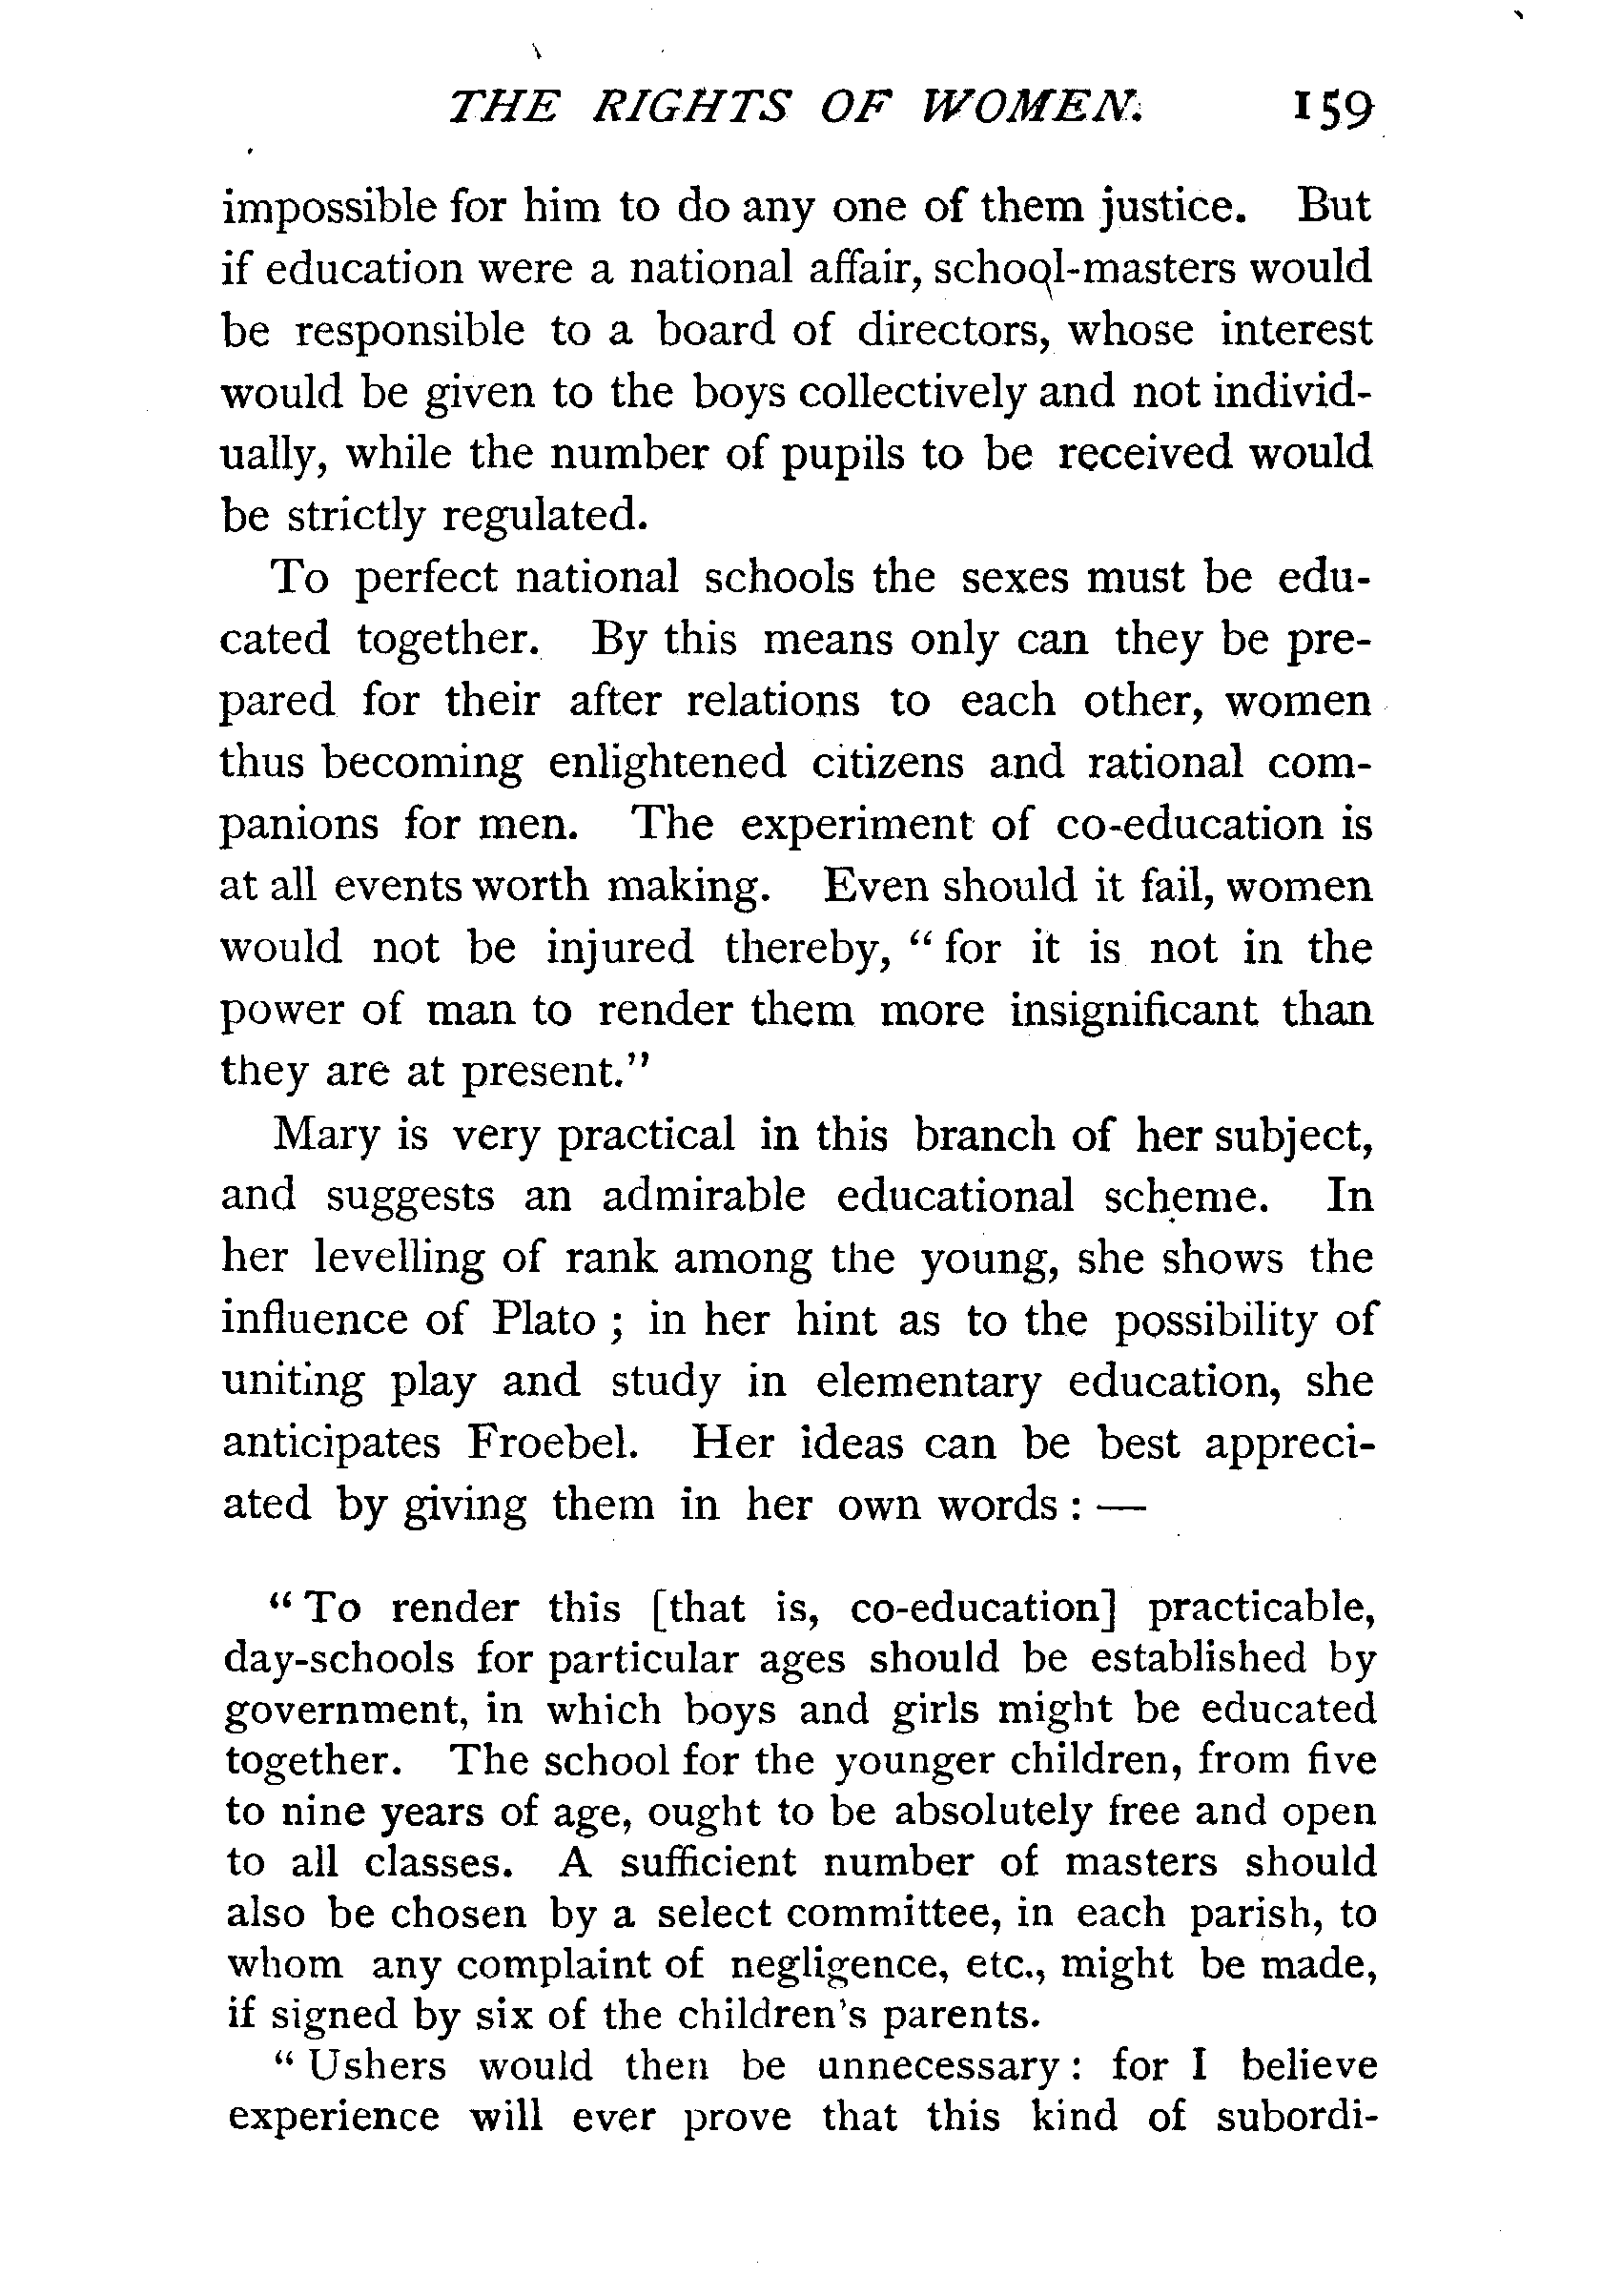 THE RIGHTS OF WOMEN. 159
impossible for him to do any one of them justice. But
if education were a national affair, school-masters would
be responsible to a board of directors, whose interest
would be given to the boys collectively and not individ-
ually, while the number of pupils to be received would
be strictly regulated.
To perfect national schools the sexes must be edu-
cated together. By this means only can they be pre-
pared for their after relations to each other, women
thus becoming enlightened citizens and rational com-
panions for men. The experiment of co-education is
at all events worth making. Even should it fail, women
would not be injured thereby, “ for it is not in the
power of man to render them more insignificant than
they are at present.”
Mary is very practical in this branch of her subject,
and suggests an admirable educational scheme. In
her levelling of rank among the young, she shows the
influence of Plato ; in her hint as to the possibility of
uniting play and study in elementary education, she
anticipates Froebel. Her ideas can be best appreci-
ated by giving them in her own words : —
“ To render this [that is, co-education] practicable,
day-schools for particular ages should be established by
government, in which boys and girls might be educated
together. The school for the younger children, from five
to nine years of age, ought to be absolutely free and open
to all classes. A sufficient number of masters should
also be chosen by a select committee, in each parish, to
whom any complaint of negligence, etc., might be made,
if signed by six of the children’s parents.
“ Ushers would then be unnecessary : for I believe
experience will ever prove that this kind of subordi-